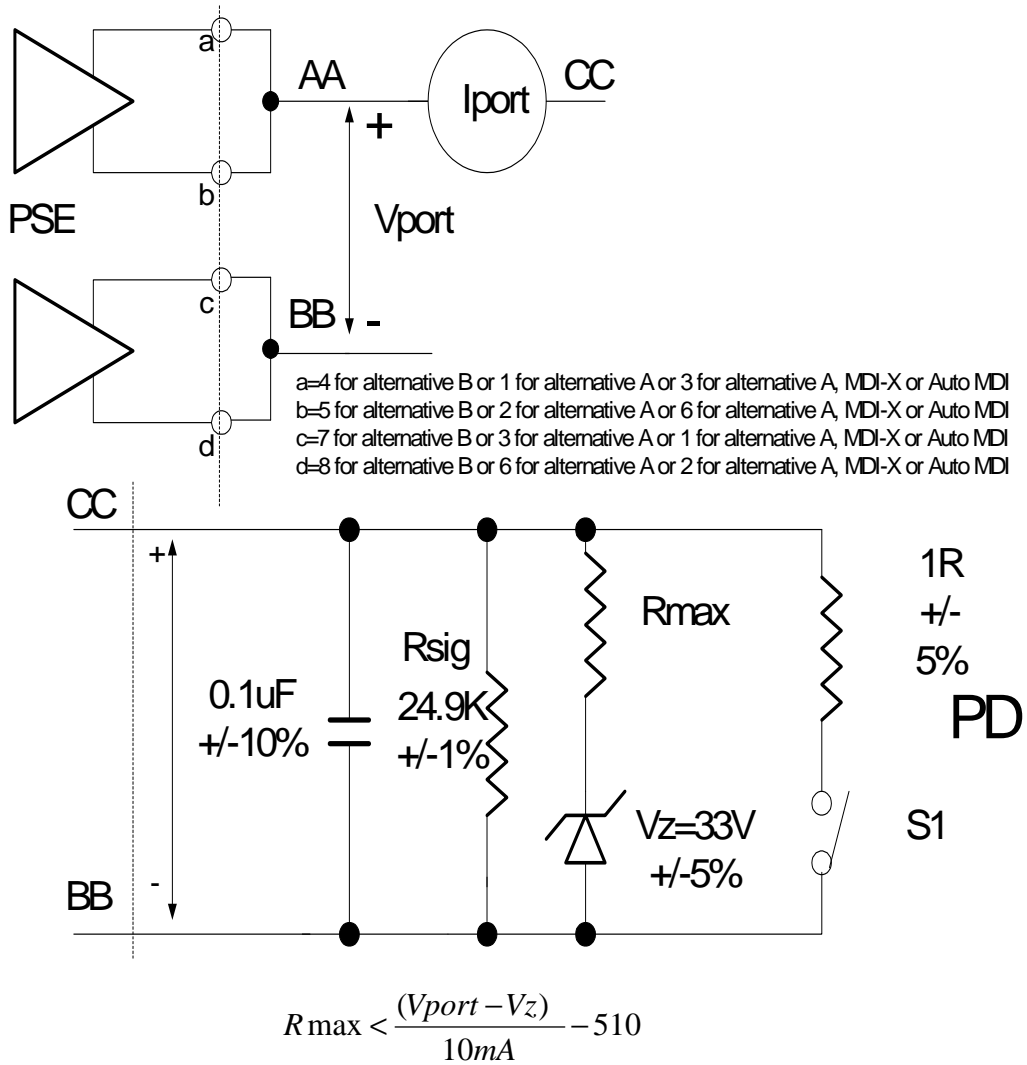 a
AA
CC
Iport
+
b
PSE
Vport
c
BB
-
d
a=4 for alternative B or 1 for alternative A or 3 for alternative A, MDI-X or Auto MDI
b=5 for alternative B or 2 for alternative A or 6 for alternative A, MDI-X or Auto MDI
c=7 for alternative B or 3 for alternative A or 1 for alternative A, MDI-X or Auto MDI
d=8 for alternative B or 6 for alternative A or 2 for alternative A, MDI-X or Auto MDI
CC
+
1R
+/-
5%
Rmax
Rsig
24.9K
+/-1%
0.1uF
+/-10%
PD
Vz=33V
+/-5%
S1
-
BB
R max < (Vport − Vz) / 10mA − 510